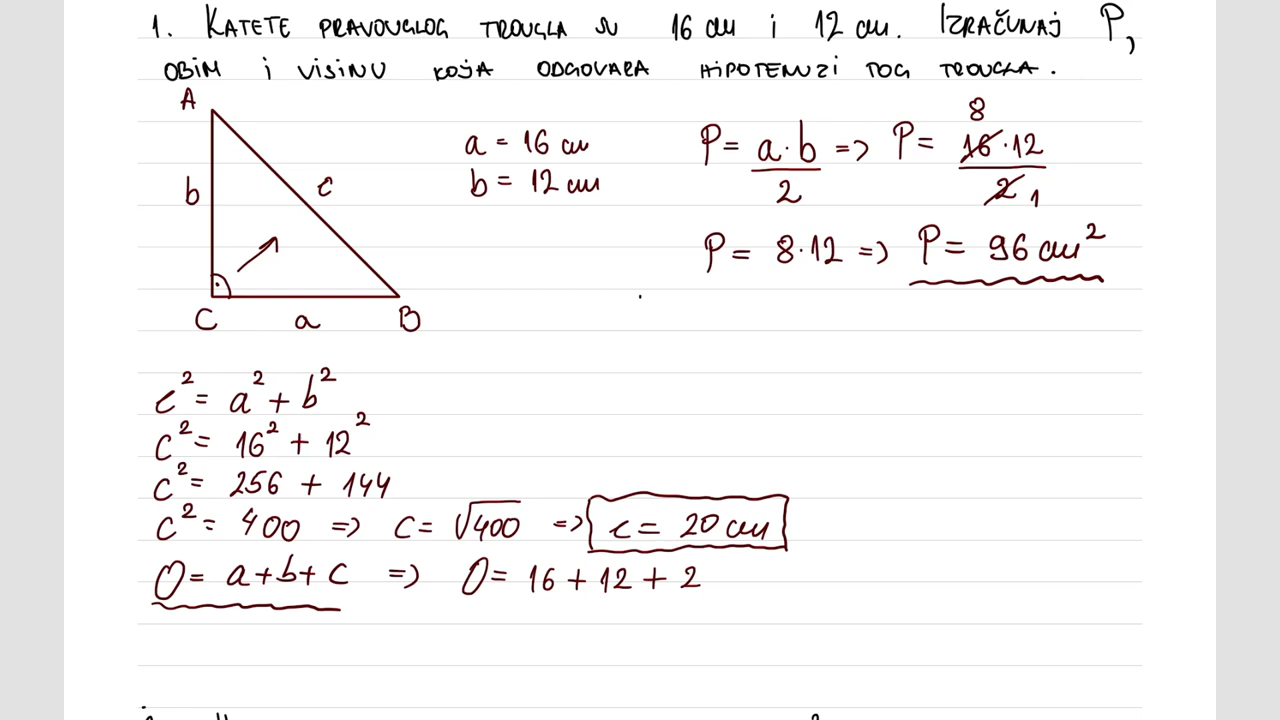 1. KATETE PRAVOUGLOG TROUGLA SU 16 cm i 12 cm. IZRAČUNAJ P,
OBIM i VISINU KOJA ODGOVARA HIPOTENUZI TOG TROUGLA.
A
b
c
C
a
B
a = 16 cm
b = 12 cm
P = a·b/2 => P = 16·12/2
8
1
P = 8·12 => P = 96 cm²
c² = a² + b²
c² = 16² + 12²
c² = 256 + 144
c² = 400 => c = √400 => c = 20 cm
O = a+b+c => O = 16 + 12 + 2